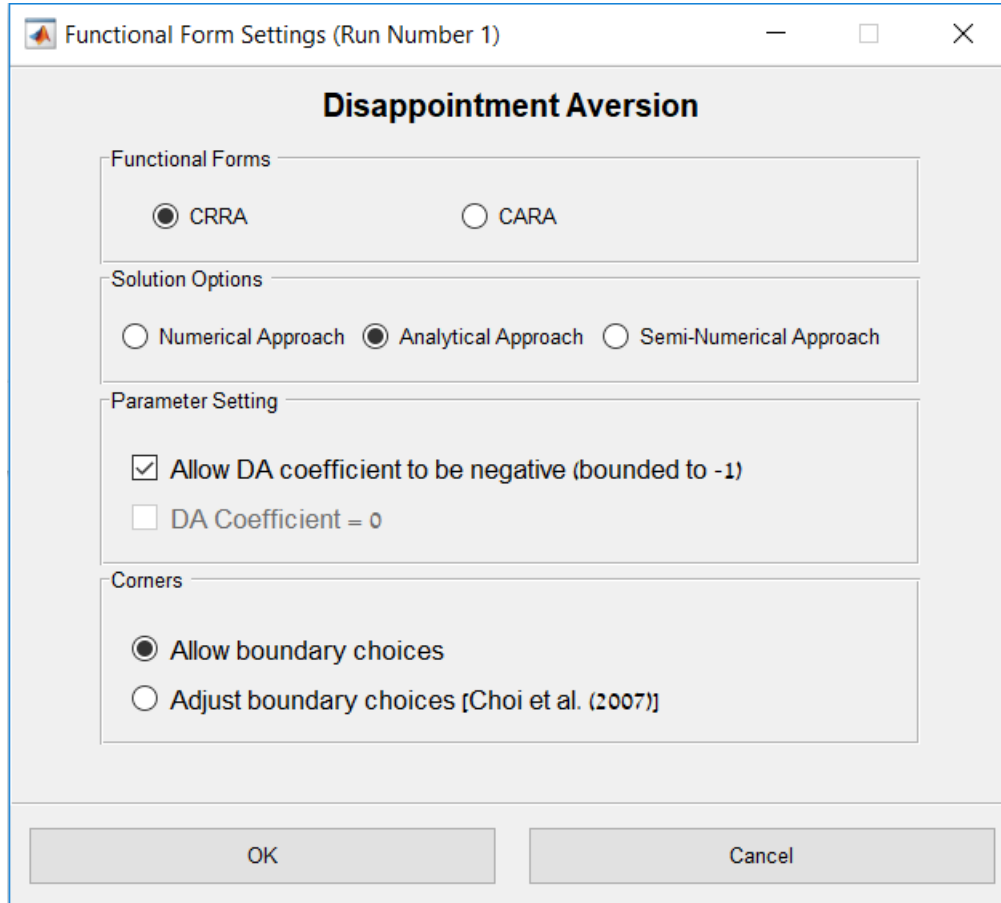 Functional Form Settings (Run Number 1)
Disappointment Aversion
Functional Forms
CRRA CARA
Solution Options
Numerical Approach Analytical Approach Semi-Numerical Approach
Parameter Setting
Allow DA coefficient to be negative (bounded to -1)
DA Coefficient = 0
Corners
Allow boundary choices
Adjust boundary choices [Choi et al. (2007)]
OK Cancel